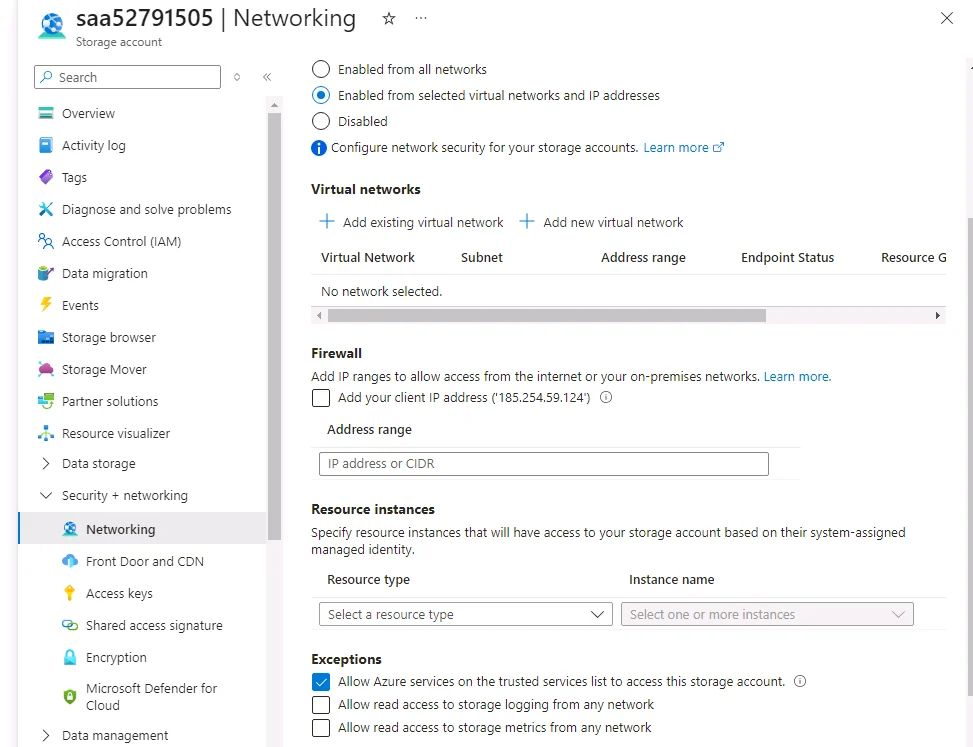 saa52791505 | Networking
Storage account
Search
Overview
Activity log
Tags
Diagnose and solve problems
Access Control (IAM)
Data migration
Events
Storage browser
Storage Mover
Partner solutions
Resource visualizer
Data storage
Security + networking
Networking
Front Door and CDN
Access keys
Shared access signature
Encryption
Microsoft Defender for
Cloud
Data management
Enabled from all networks
Enabled from selected virtual networks and IP addresses
Disabled
Configure network security for your storage accounts. Learn more
Virtual networks
Add existing virtual network Add new virtual network
Virtual Network Subnet Address range Endpoint Status Resource G
No network selected.
Firewall
Add IP ranges to allow access from the internet or your on-premises networks. Learn more.
Add your client IP address ('185.254.59.124')
Address range
IP address or CIDR
Resource instances
Specify resource instances that will have access to your storage account based on their system-assigned
managed identity.
Resource type Instance name
Select a resource type Select one or more instances
Exceptions
Allow Azure services on the trusted services list to access this storage account.
Allow read access to storage logging from any network
Allow read access to storage metrics from any network